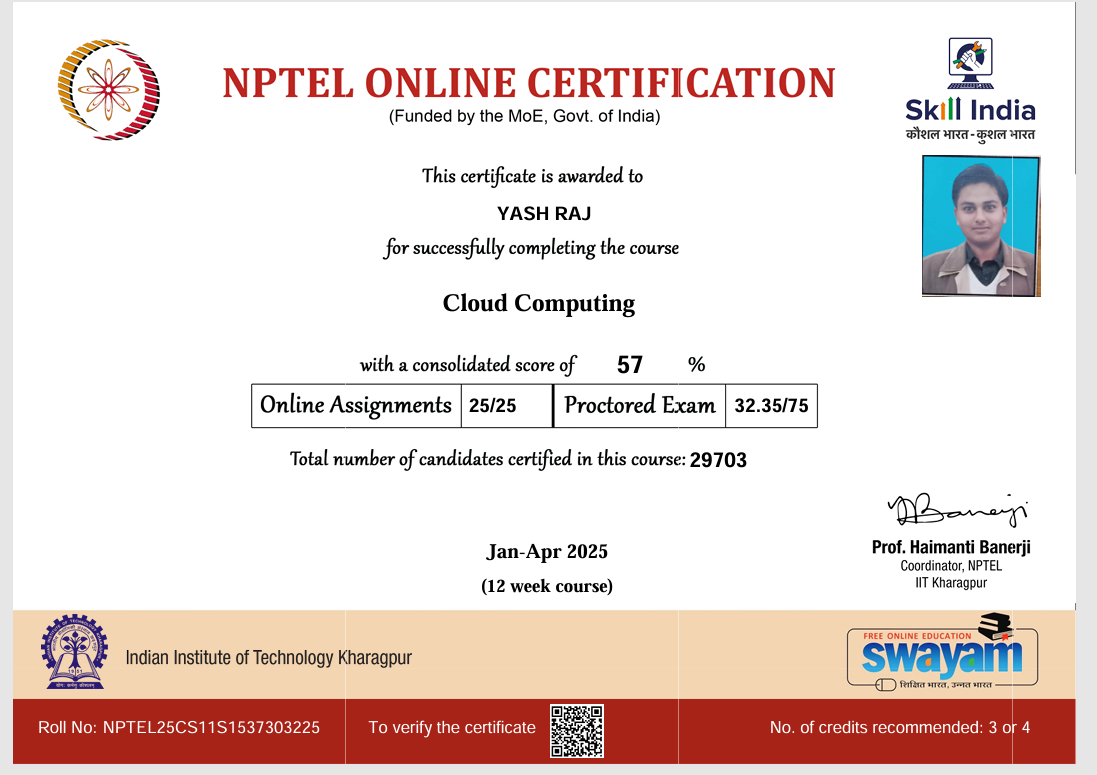 NPTEL ONLINE CERTIFICATION
(Funded by the MoE, Govt. of India)
Skill India
कौशल भारत - कुशल भारत
This certificate is awarded to
YASH RAJ
for successfully completing the course
Cloud Computing
with a consolidated score of 57 %
Online Assignments 25/25 Proctored Exam 32.35/75
Total number of candidates certified in this course: 29703
Jan-Apr 2025
(12 week course)
Prof. Haimanti Banerji
Coordinator, NPTEL
IIT Kharagpur
Indian Institute of Technology Kharagpur
FREE ONLINE EDUCATION
swayam
शिक्षित भारत, उन्नत भारत
Roll No: NPTEL25CS11S1537303225 To verify the certificate No. of credits recommended: 3 or 4